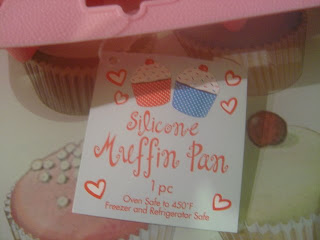 Silicone
Muffin Pan
1 pc
Oven Safe to 450°F
Freezer and Refrigerator Safe